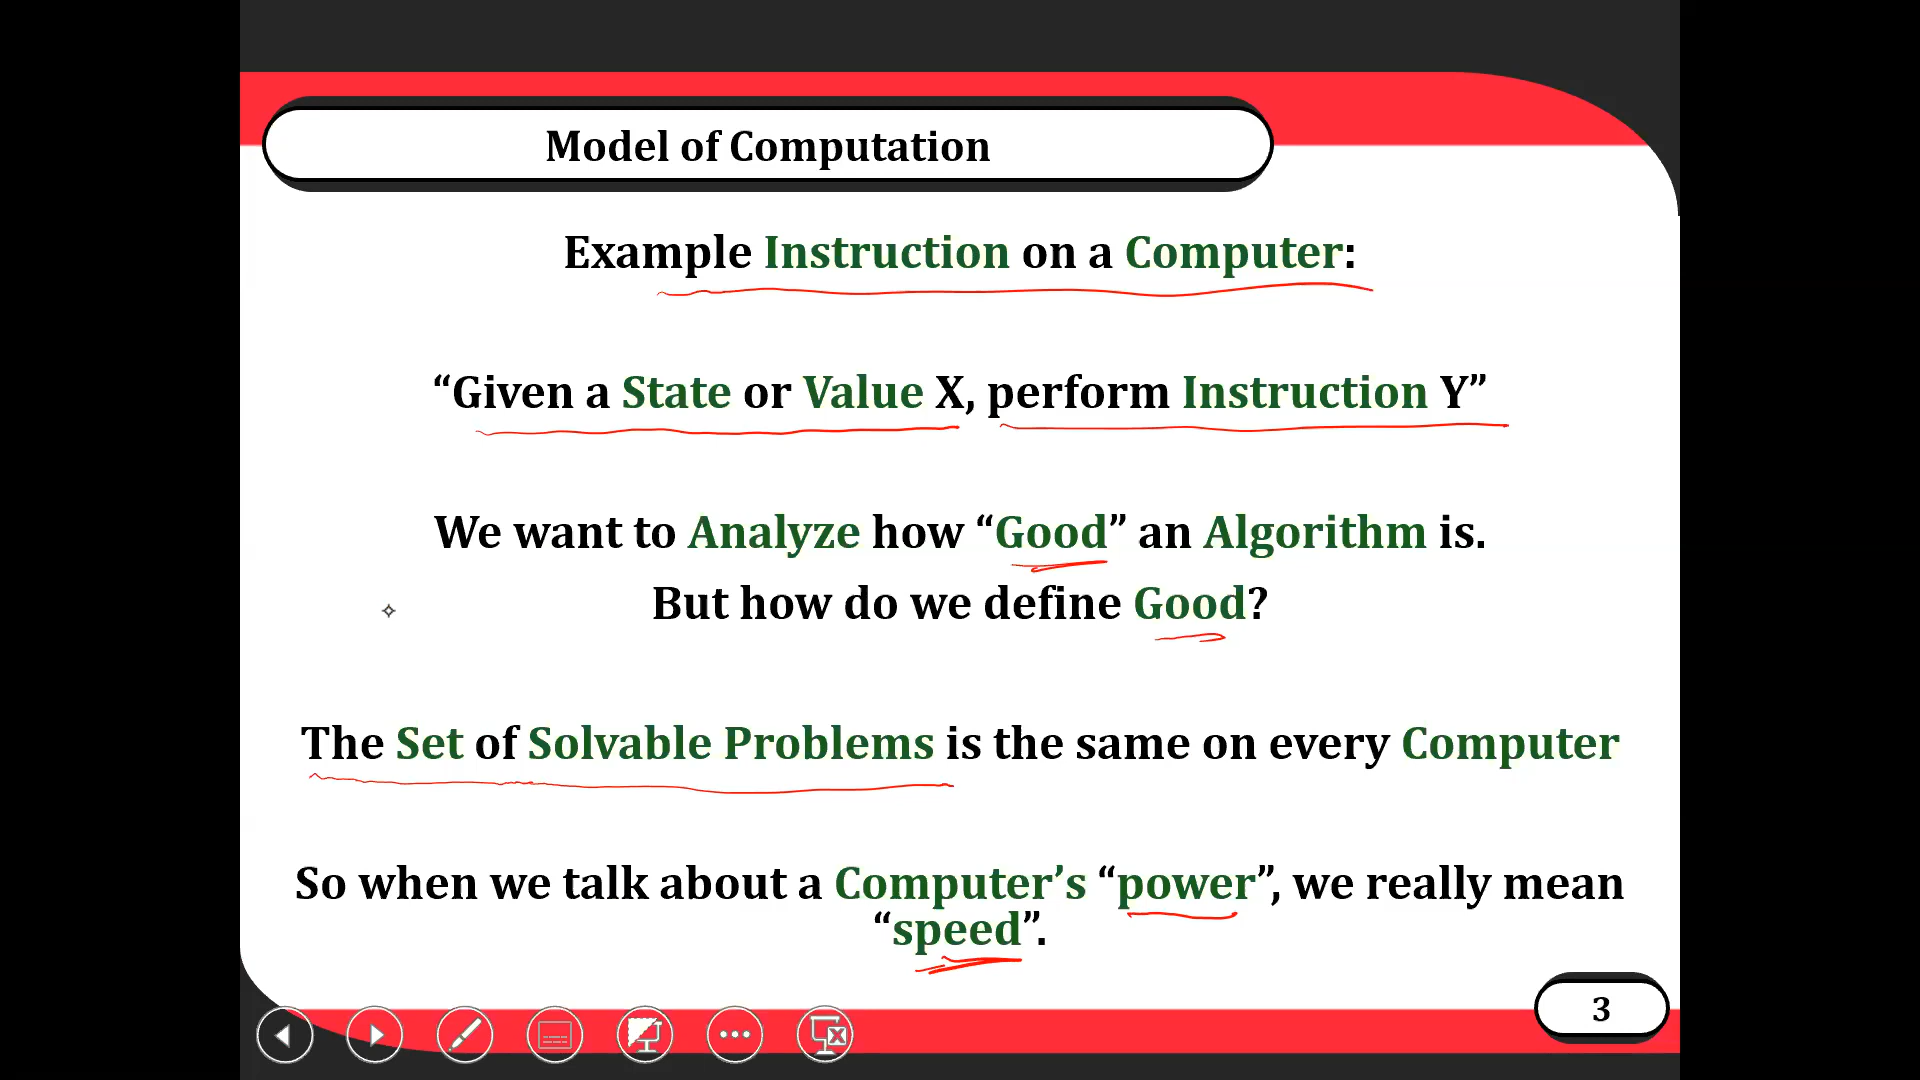 Model of Computation
Example Instruction on a Computer:
“Given a State or Value X, perform Instruction Y”
We want to Analyze how “Good” an Algorithm is.
But how do we define Good?
The Set of Solvable Problems is the same on every Computer
So when we talk about a Computer’s “power”, we really mean
“speed”.
3